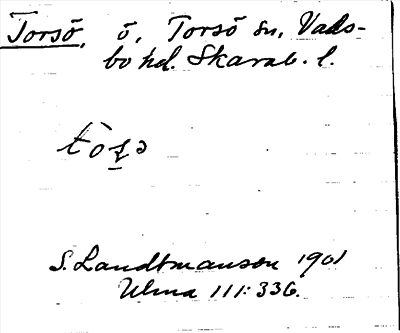 Torsö, ö, Torsö sn, Vads-
bo hd. Skarab. l.
S. Landtmanson 1901
Ulma 111: 336.